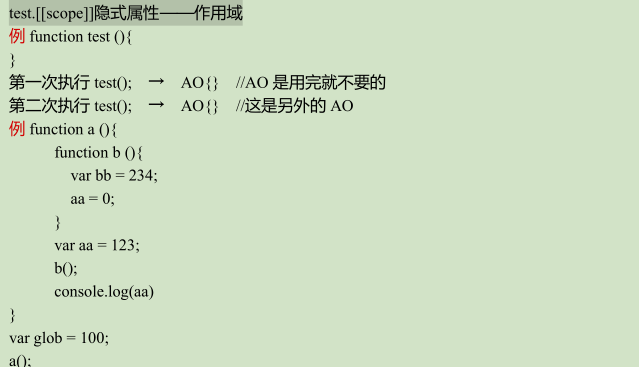 test.[[scope]]隐式属性——作用域
例 function test (){
}
第一次执行 test(); → AO{} //AO 是用完就不要的
第二次执行 test(); → AO{} //这是另外的 AO
例 function a (){
function b (){
var bb = 234;
aa = 0;
}
var aa = 123;
b();
console.log(aa)
}
var glob = 100;
a();